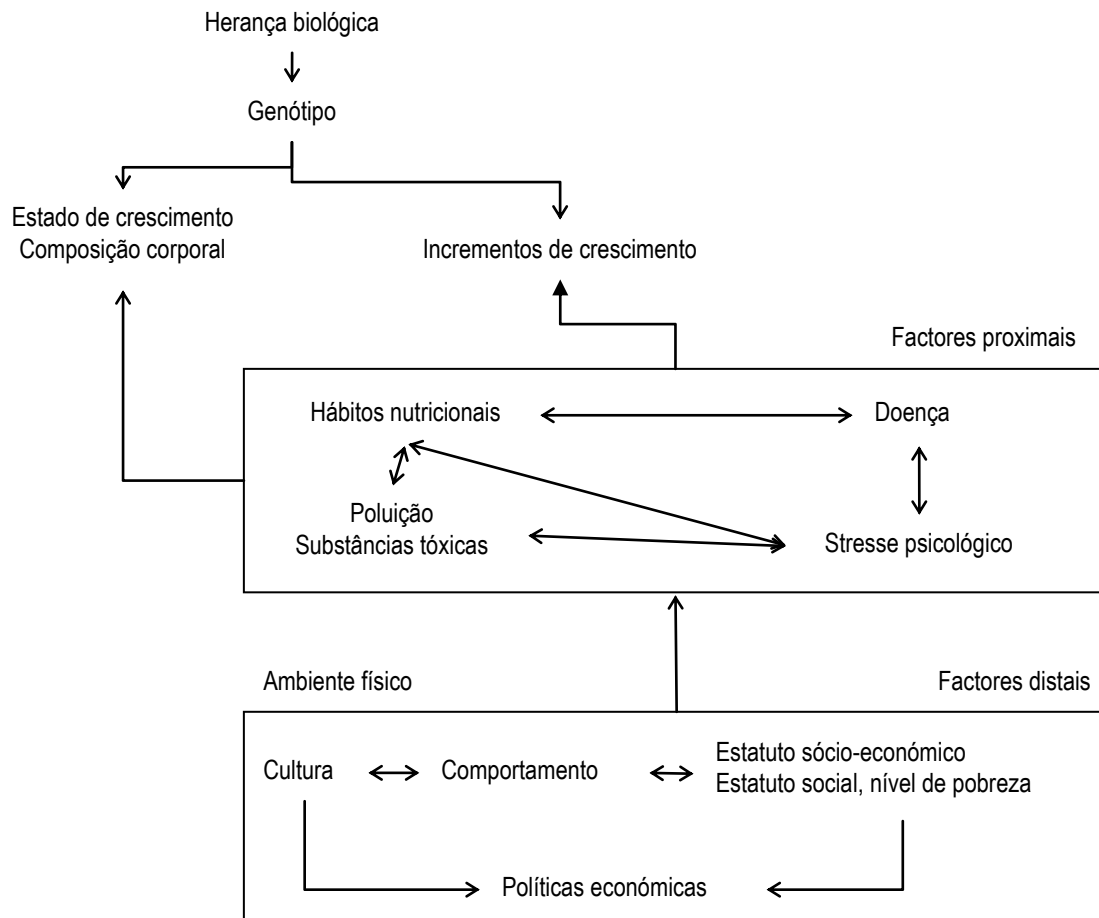 Herança biológica
Genótipo
Estado de crescimento
Composição corporal
Incrementos de crescimento
Factores proximais
Hábitos nutricionais
Doença
Poluição
Substâncias tóxicas
Stresse psicológico
Ambiente físico
Factores distais
Cultura
Comportamento
Estatuto sócio-económico
Estatuto social, nível de pobreza
Políticas económicas